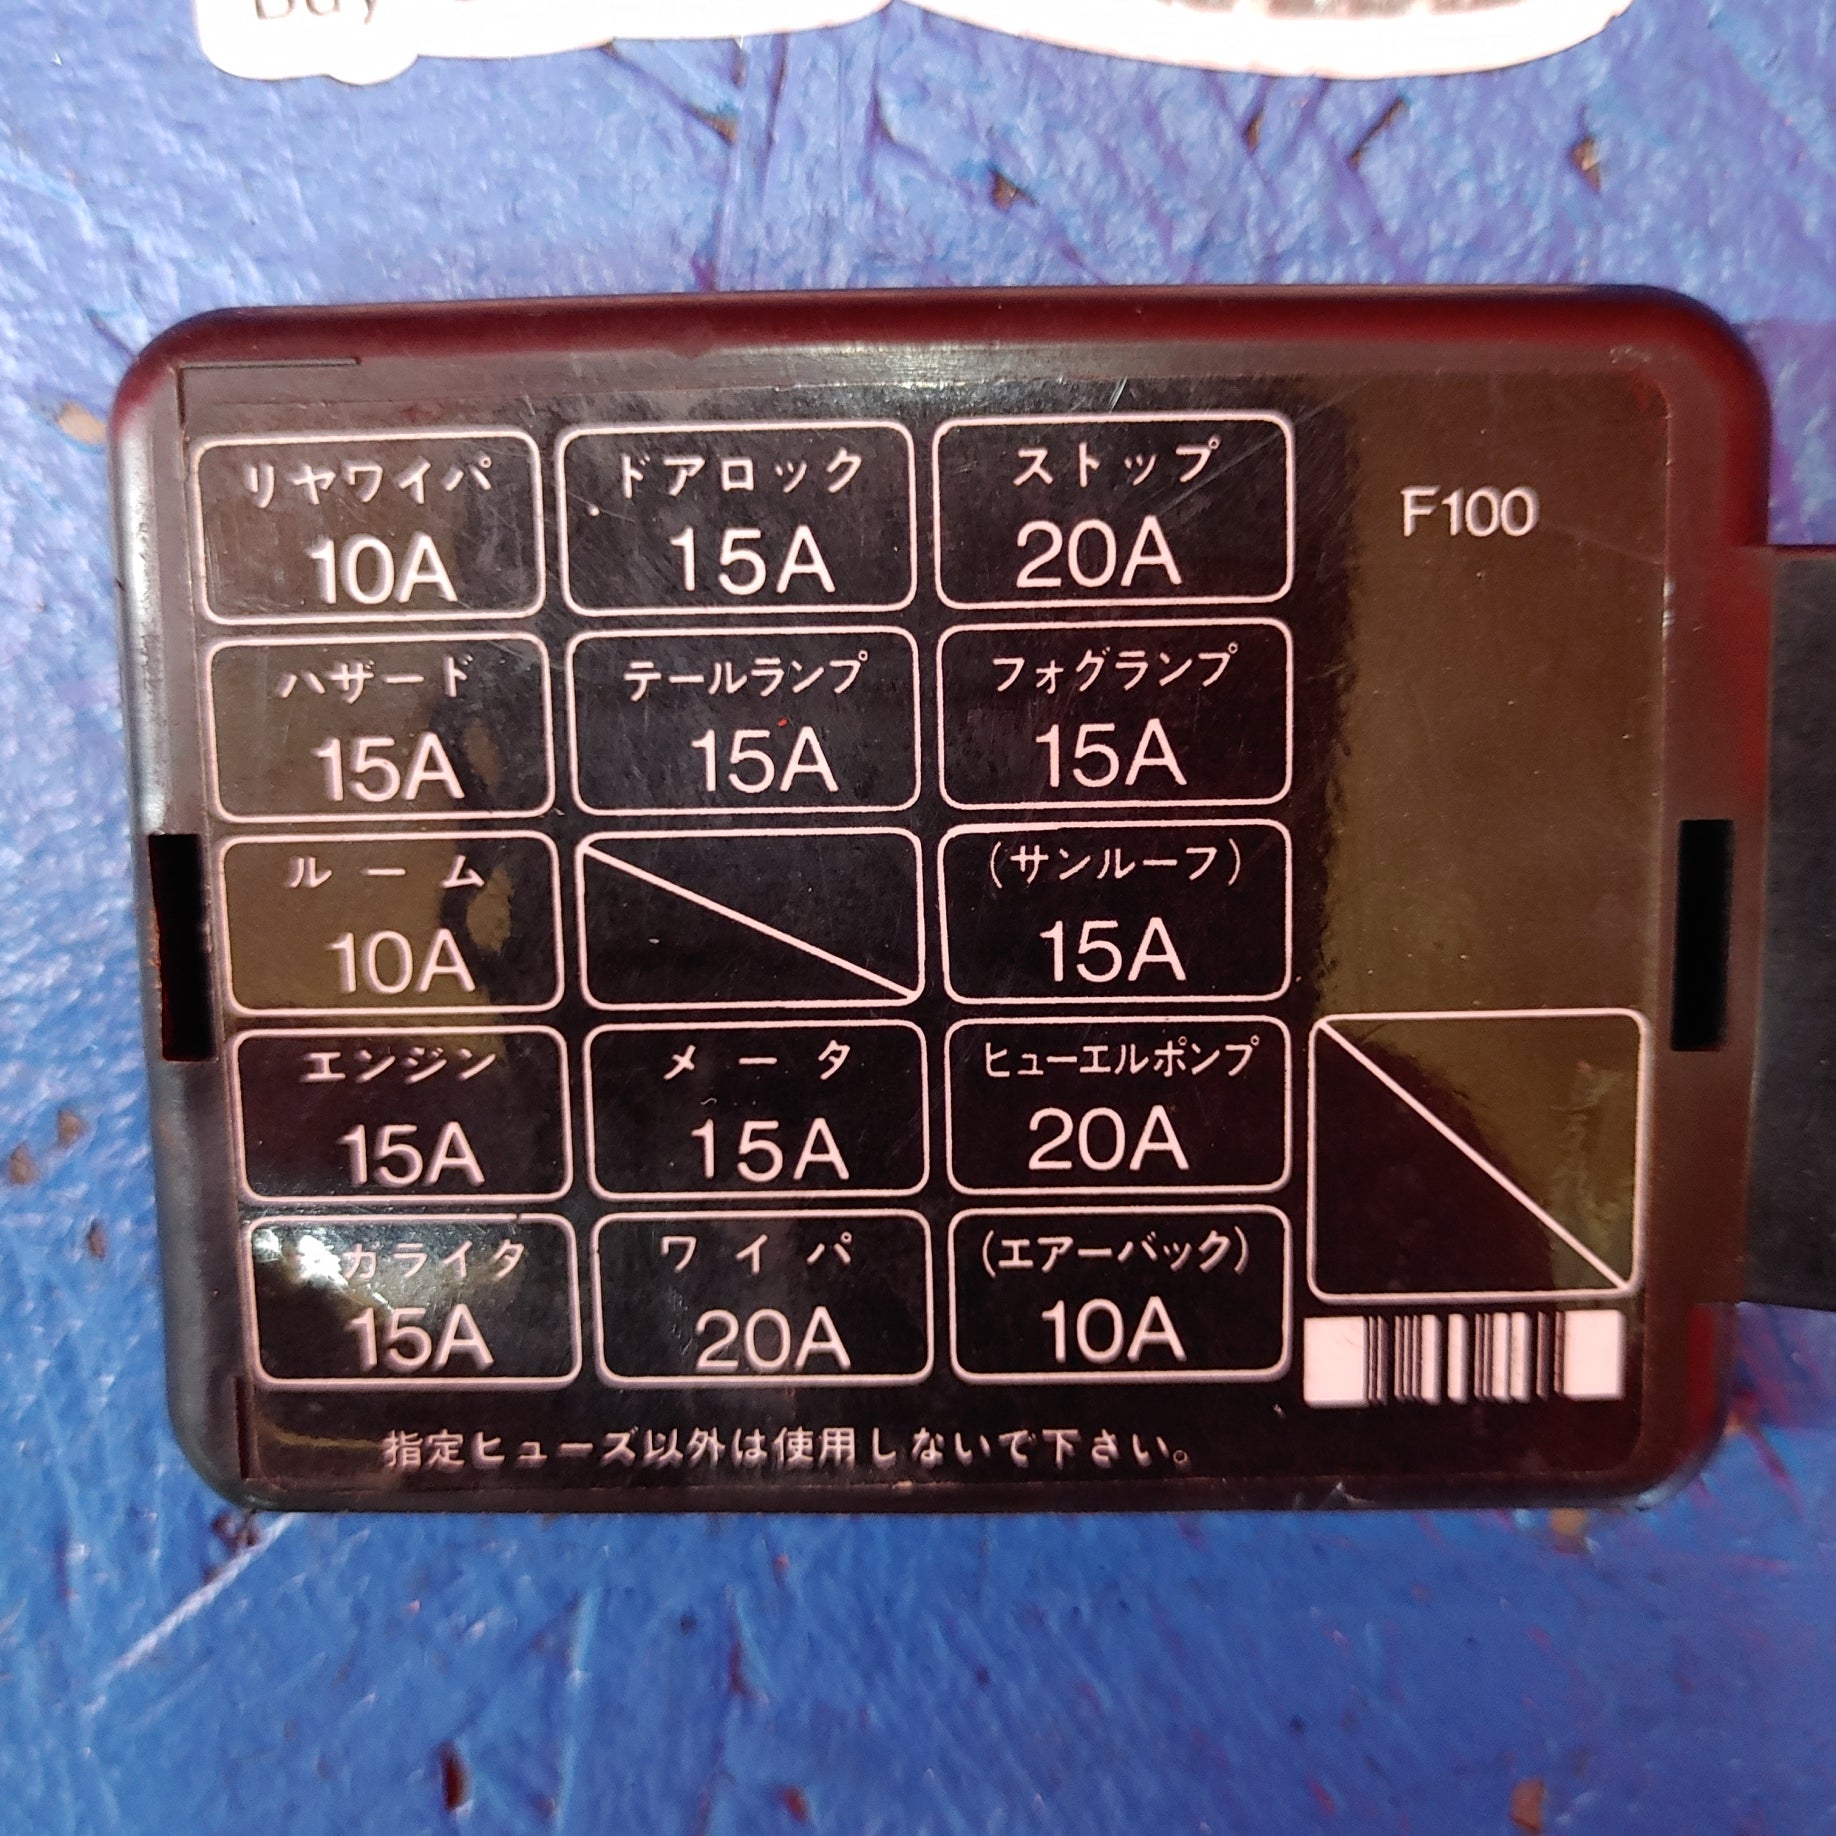 リヤワイパ
10A
ドアロック
15A
ストップ
20A
F100
ハザード
15A
テールランプ
15A
フォグランプ
15A
ルーム
10A
(サンルーフ)
15A
エンジン
15A
メータ
15A
ヒューエルポンプ
20A
カライタ
15A
ワイパ
20A
(エアーバック)
10A
指定ヒューズ以外は使用しないで下さい。